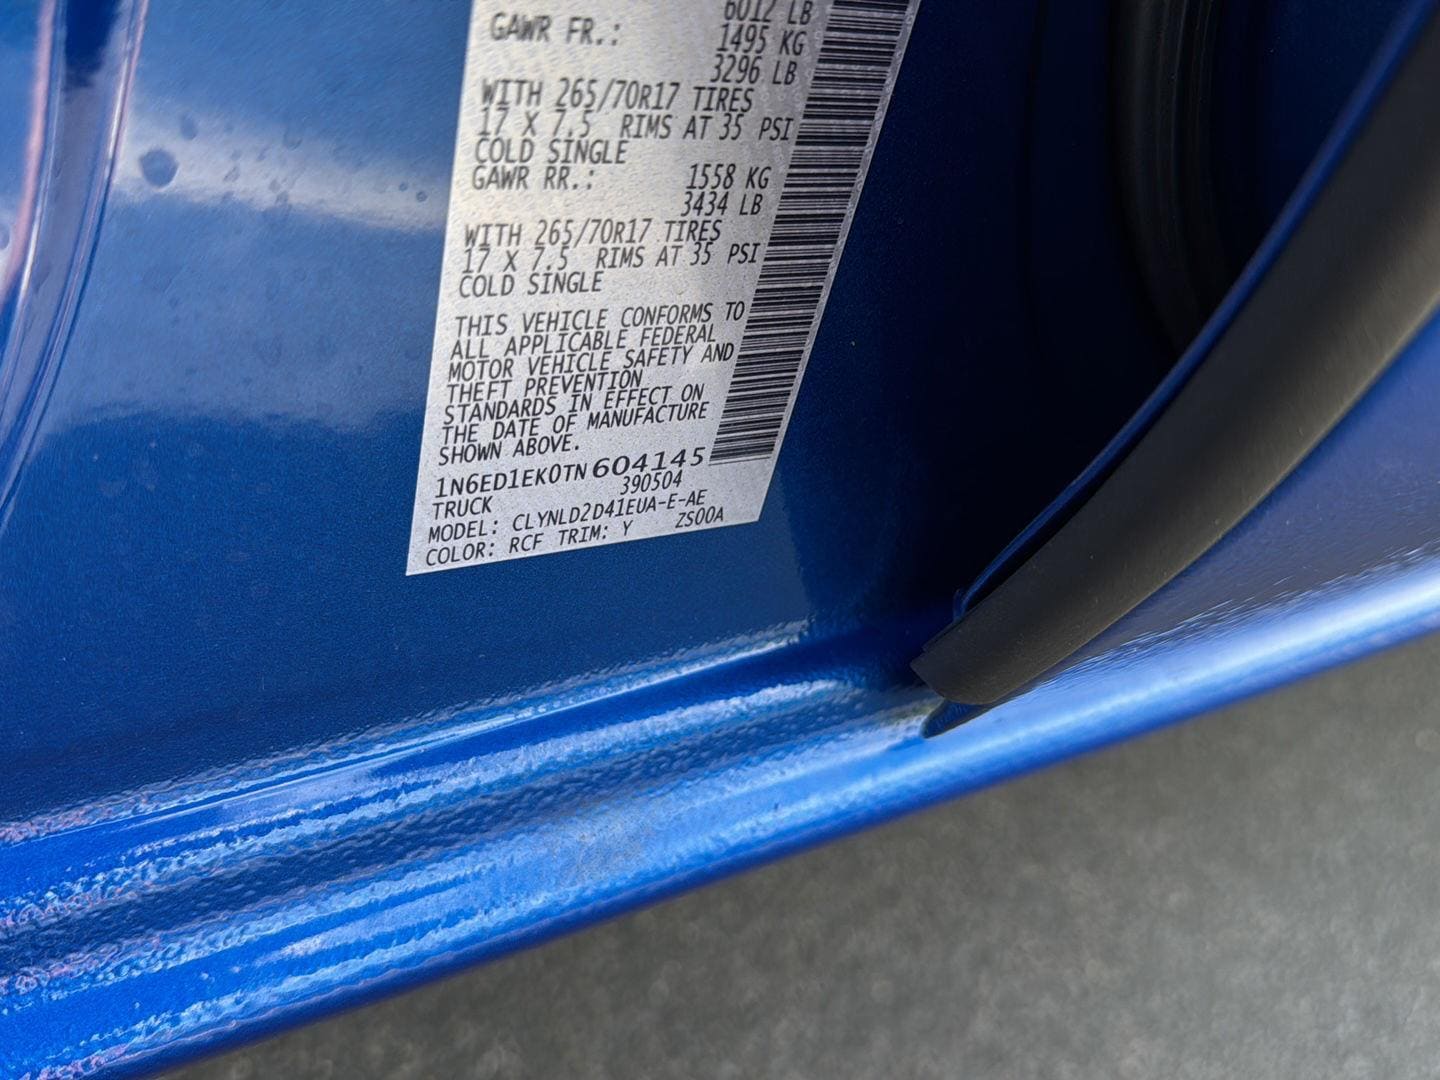 6012 LB
GAWR FR.: 1495 KG
3296 LB
WITH 265/70R17 TIRES
17 X 7.5 RIMS AT 35 PSI
COLD SINGLE
GAWR RR.: 1558 KG
3434 LB
WITH 265/70R17 TIRES
17 X 7.5 RIMS AT 35 PSI
COLD SINGLE
THIS VEHICLE CONFORMS TO
ALL APPLICABLE FEDERAL
MOTOR VEHICLE SAFETY AND
THEFT PREVENTION
STANDARDS IN EFFECT ON
THE DATE OF MANUFACTURE
SHOWN ABOVE.
1N6ED1EK0TN604145
TRUCK 390504
MODEL: CLYNLD2D41EUA-E-AE
COLOR: RCF TRIM: Y ZS00A